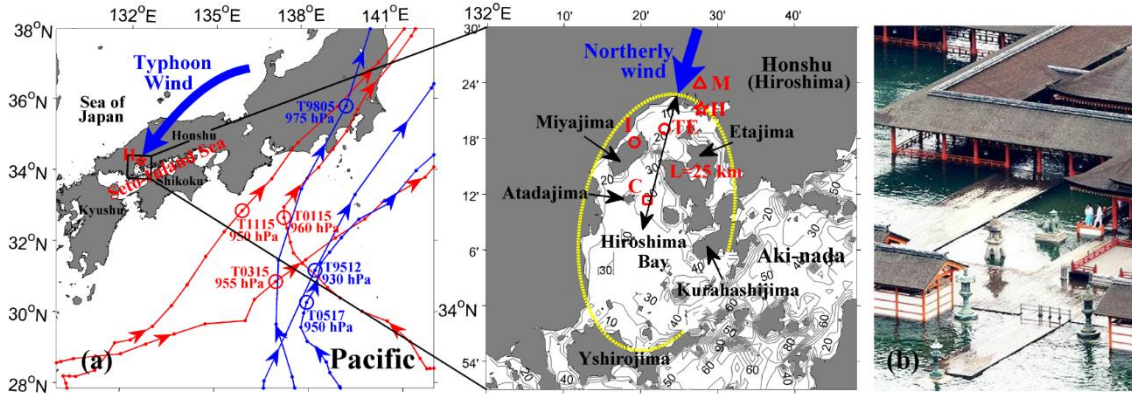 38°N
36°N
34°N
32°N
30°N
28°N
132°E
135°E
138°E
141°E
Typhoon
Wind
Sea of
Japan
Honshu
H
Seto Inland Sea
Shikoku
Kyushu
T9805
975 hPa
T1115
950 hPa
T0115
960 hPa
T0315
955 hPa
T9512
930 hPa
T0517
950 hPa
(a)
Pacific
132°E
10'
20'
30'
40'
30'
24'
18'
12'
6'
34°N
54'
Northerly
wind
Honshu
(Hiroshima)
M
H
Miyajima
I
TE
Etajima
Atadajima
L=25 km
C
Hiroshima
Bay
Aki-nada
Kurahashijima
Yshirojima
(b)